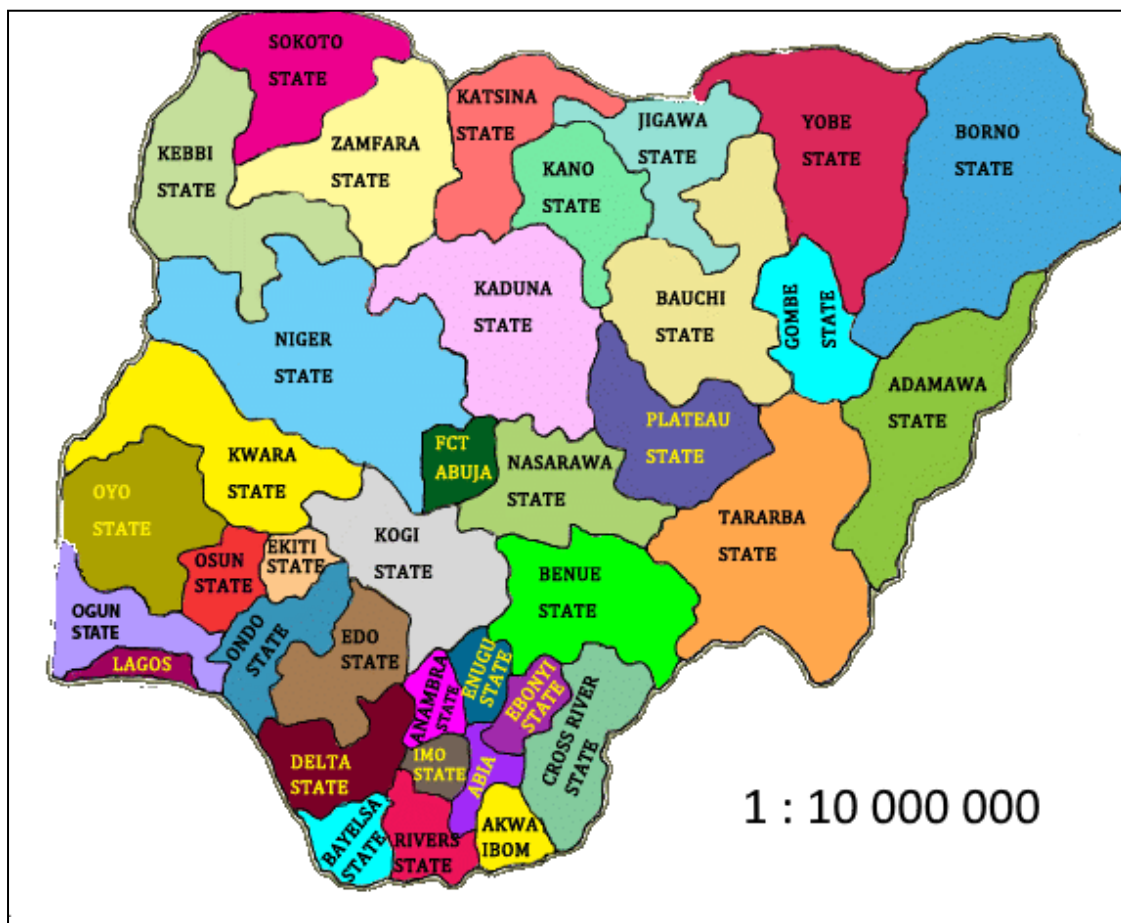 SOKOTO
STATE
KEBBI
STATE
ZAMFARA
STATE
KATSINA
STATE
JIGAWA
STATE
KANO
STATE
YOBE
STATE
BORNO
STATE
NIGER
STATE
KADUNA
STATE
BAUCHI
STATE
GOMBE
STATE
ADAMAWA
STATE
KWARA
STATE
FCT
ABUJA
NASARAWA
STATE
PLATEAU
STATE
TARARBA
STATE
OYO
STATE
OSUN
STATE
EKITI
STATE
KOGI
STATE
BENUE
STATE
OGUN
STATE
LAGOS
ONDO
STATE
EDO
STATE
ANAMBRA
STATE
ENUGU
STATE
EBONYI
STATE
CROSS RIVER
STATE
DELTA
STATE
IMO
STATE
ABIA
BAYELSA
STATE
RIVERS
STATE
AKWA
IBOM
1 : 10 000 000